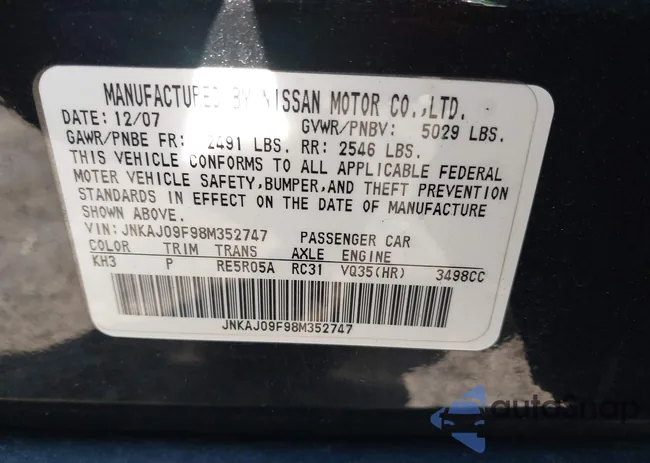 MANUFACTURED BY NISSAN MOTOR CO.,LTD.
DATE: 12/07 GVWR/PNBV: 5029 LBS.
GAWR/PNBE FR: 2491 LBS. RR: 2546 LBS.
THIS VEHICLE CONFORMS TO ALL APPLICABLE FEDERAL
MOTOR VEHICLE SAFETY,BUMPER,AND THEFT PREVENTION
STANDARDS IN EFFECT ON THE DATE OF MANUFACTURE
SHOWN ABOVE.
VIN:JNKAJ09F98M352747 PASSENGER CAR
COLOR TRIM TRANS AXLE ENGINE
KH3 P RE5R05A RC31 VQ35(HR) 3498CC
JNKAJ09F98M352747
autoSnap